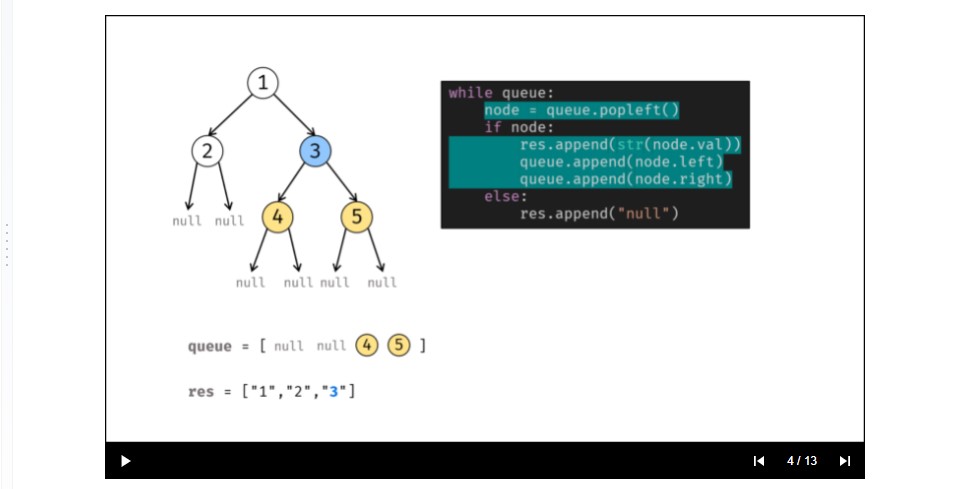 1
2
3
null null
4
5
null null null null
while queue:
    node = queue.popleft()
    if node:
        res.append(str(node.val))
        queue.append(node.left)
        queue.append(node.right)
    else:
        res.append("null")
queue = [ null null 4 5 ]
res = ["1","2","3"]
4 / 13